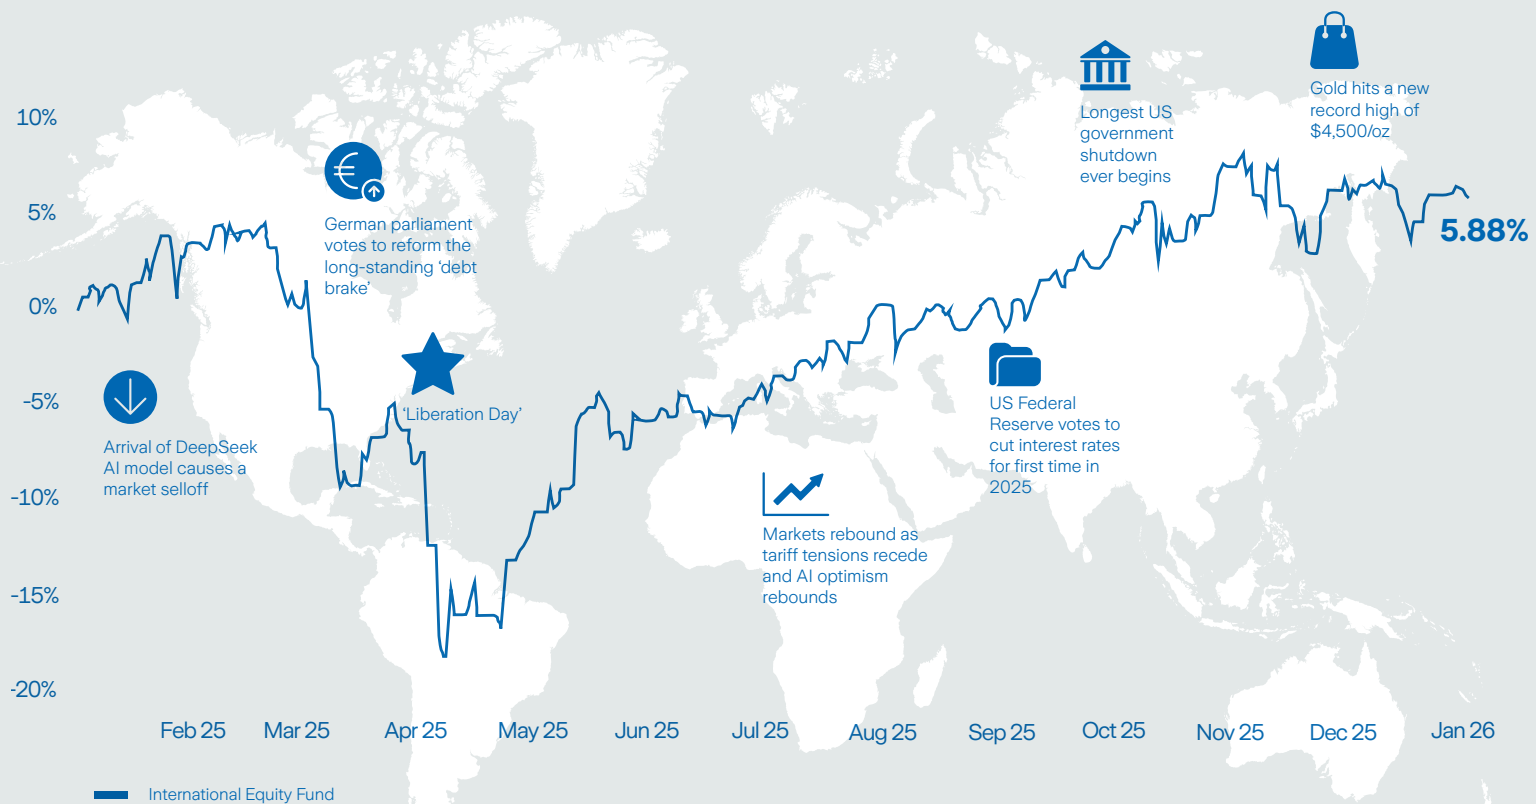 10%
5%
0%
-5%
-10%
-15%
-20%
Arrival of DeepSeek
AI model causes a
market selloff
German parliament
votes to reform the
long-standing ‘debt
brake’
‘Liberation Day’
Markets rebound as
tariff tensions recede
and AI optimism
rebounds
US Federal
Reserve votes to
cut interest rates
for first time in
2025
Longest US
government
shutdown
ever begins
Gold hits a new
record high of
$4,500/oz
5.88%
Feb 25 Mar 25 Apr 25 May 25 Jun 25 Jul 25 Aug 25 Sep 25 Oct 25 Nov 25 Dec 25 Jan 26
International Equity Fund